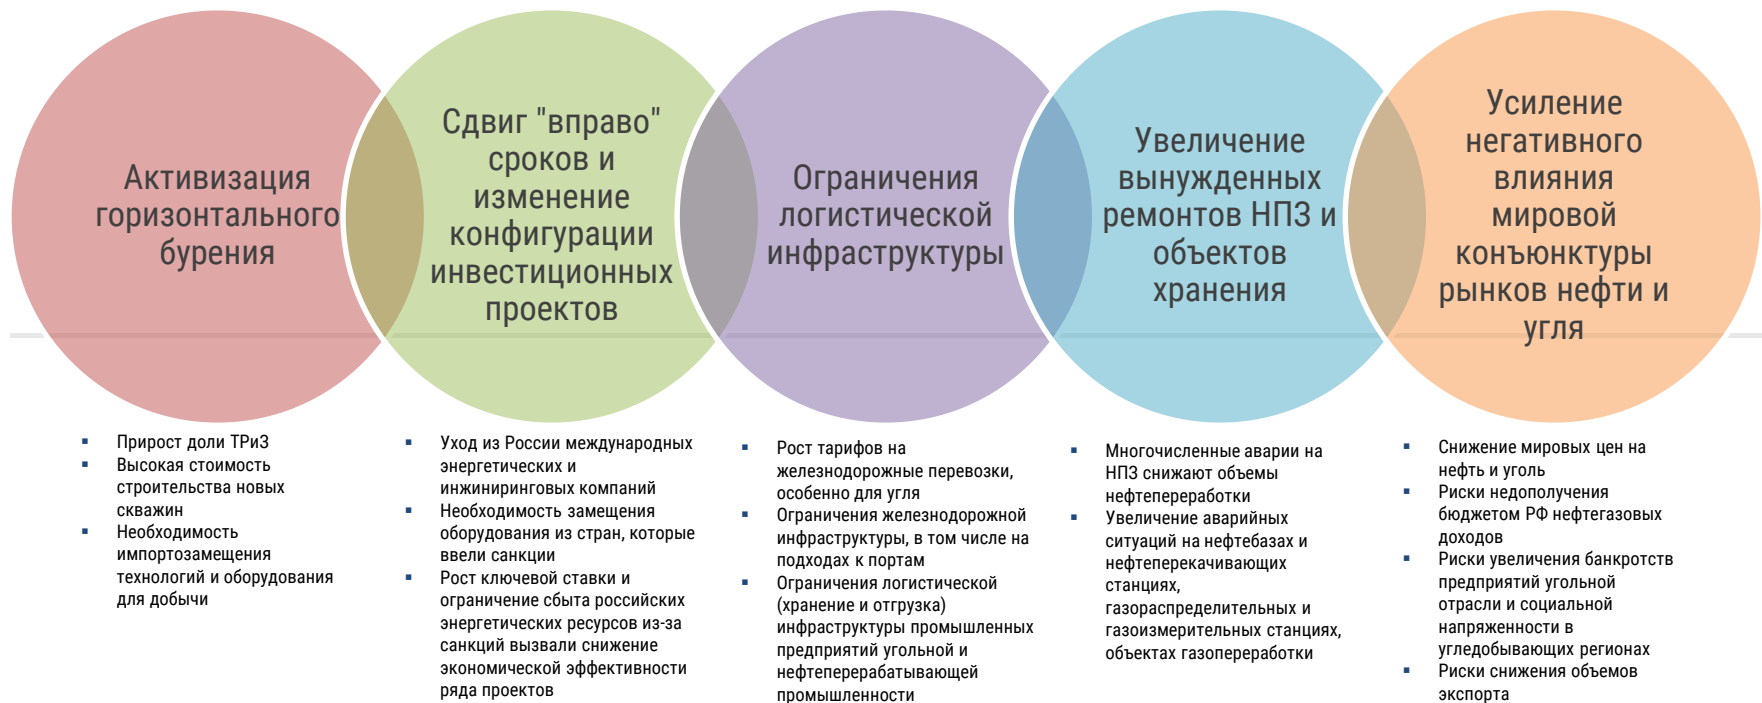 Активизация
горизонтального
бурения
Сдвиг "вправо"
сроков и
изменение
конфигурации
инвестиционных
проектов
Ограничения
логистической
инфраструктуры
Увеличение
вынужденных
ремонтов НПЗ и
объектов
хранения
Усиление
негативного
влияния
мировой
конъюнктуры
рынков нефти и
угля
▪ Прирост доли ТРиЗ
▪ Высокая стоимость
строительства новых
скважин
▪ Необходимость
импортозамещения
технологий и оборудования
для добычи
▪ Уход из России международных
энергетических и
инжиниринговых компаний
▪ Необходимость замещения
оборудования из стран, которые
ввели санкции
▪ Рост ключевой ставки и
ограничение сбыта российских
энергетических ресурсов из-за
санкций вызвали снижение
экономической эффективности
ряда проектов
▪ Рост тарифов на
железнодорожные перевозки,
особенно для угля
▪ Ограничения железнодорожной
инфраструктуры, в том числе на
подходах к портам
▪ Ограничения логистической
(хранение и отгрузка)
инфраструктуры промышленных
предприятий угольной и
нефтеперерабатывающей
промышленности
▪ Многочисленные аварии на
НПЗ снижают объемы
нефтепереработки
▪ Увеличение аварийных
ситуаций на нефтебазах и
нефтеперекачивающих
станциях,
газораспределительных и
газоизмерительных станциях,
объектах газопереработки
▪ Снижение мировых цен на
нефть и уголь
▪ Риски недополучения
бюджетом РФ нефтегазовых
доходов
▪ Риски увеличения банкротств
предприятий угольной
отрасли и социальной
напряженности в
угледобывающих регионах
▪ Риски снижения объемов
экспорта